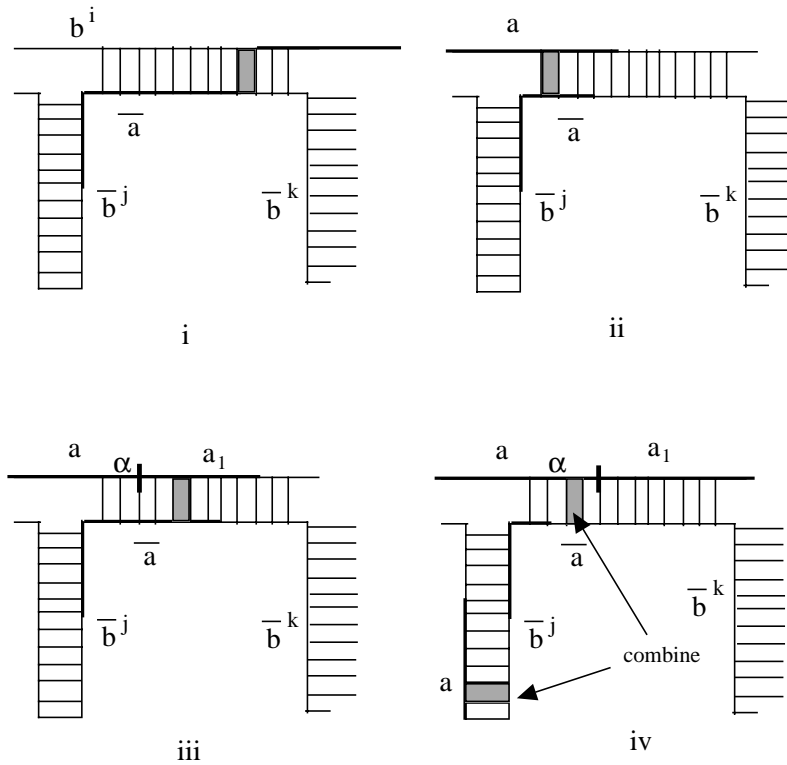 b^i
a̅
b̅^j
b̅^k
i
a
a̅
b̅^j
b̅^k
ii
a α a₁
a̅
b̅^j
b̅^k
iii
a α a₁
a̅
b̅^j
b̅^k
combine
a
iv